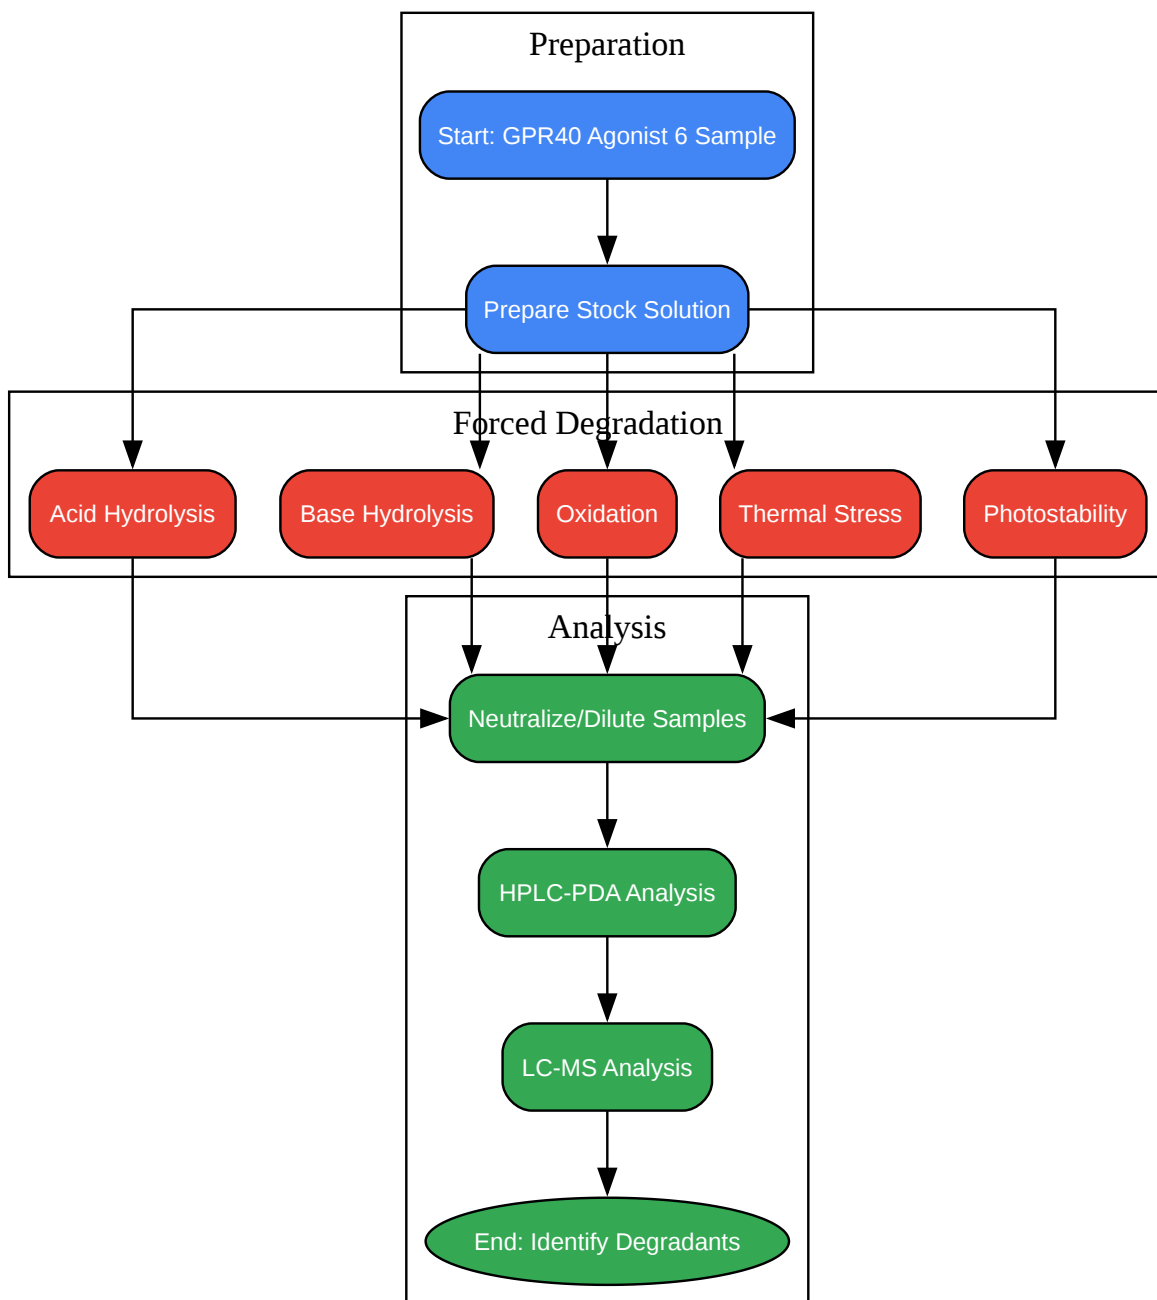 Preparation
Start: GPR40 Agonist 6 Sample
Prepare Stock Solution
Forced Degradation
Acid Hydrolysis
Base Hydrolysis
Oxidation
Thermal Stress
Photostability
Analysis
Neutralize/Dilute Samples
HPLC-PDA Analysis
LC-MS Analysis
End: Identify Degradants